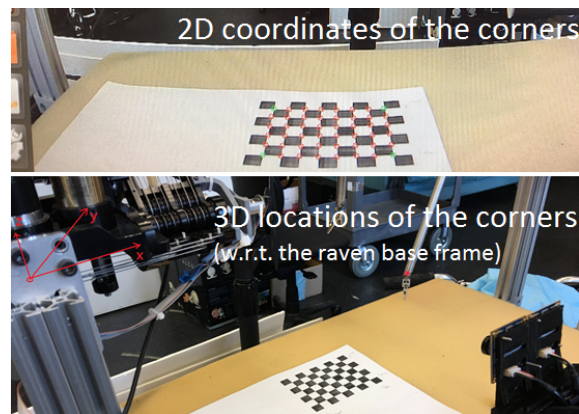 2D coordinates of the corners
3D locations of the corners
(w.r.t. the raven base frame)
z
y
x